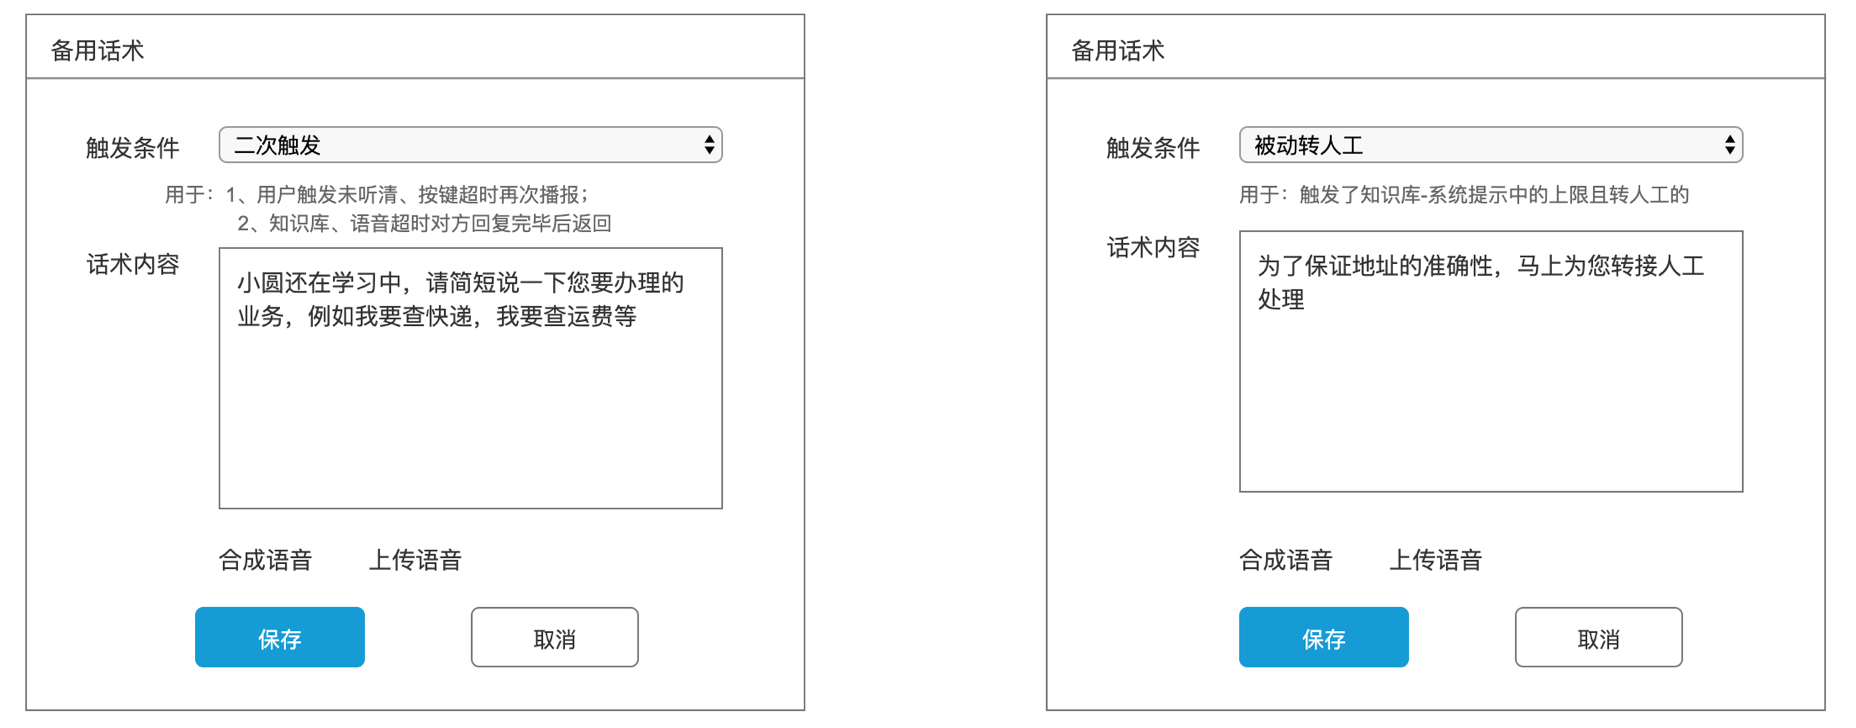 备用话术
触发条件
二次触发
用于：1、用户触发未听清、按键超时再次播报；
2、知识库、语音超时对方回复完毕后返回
话术内容
小圆还在学习中，请简短说一下您要办理的
业务，例如我要查快递，我要查运费等
合成语音
上传语音
保存
取消
备用话术
触发条件
被动转人工
用于：触发了知识库-系统提示中的上限且转人工的
话术内容
为了保证地址的准确性，马上为您转接人工
处理
合成语音
上传语音
保存
取消